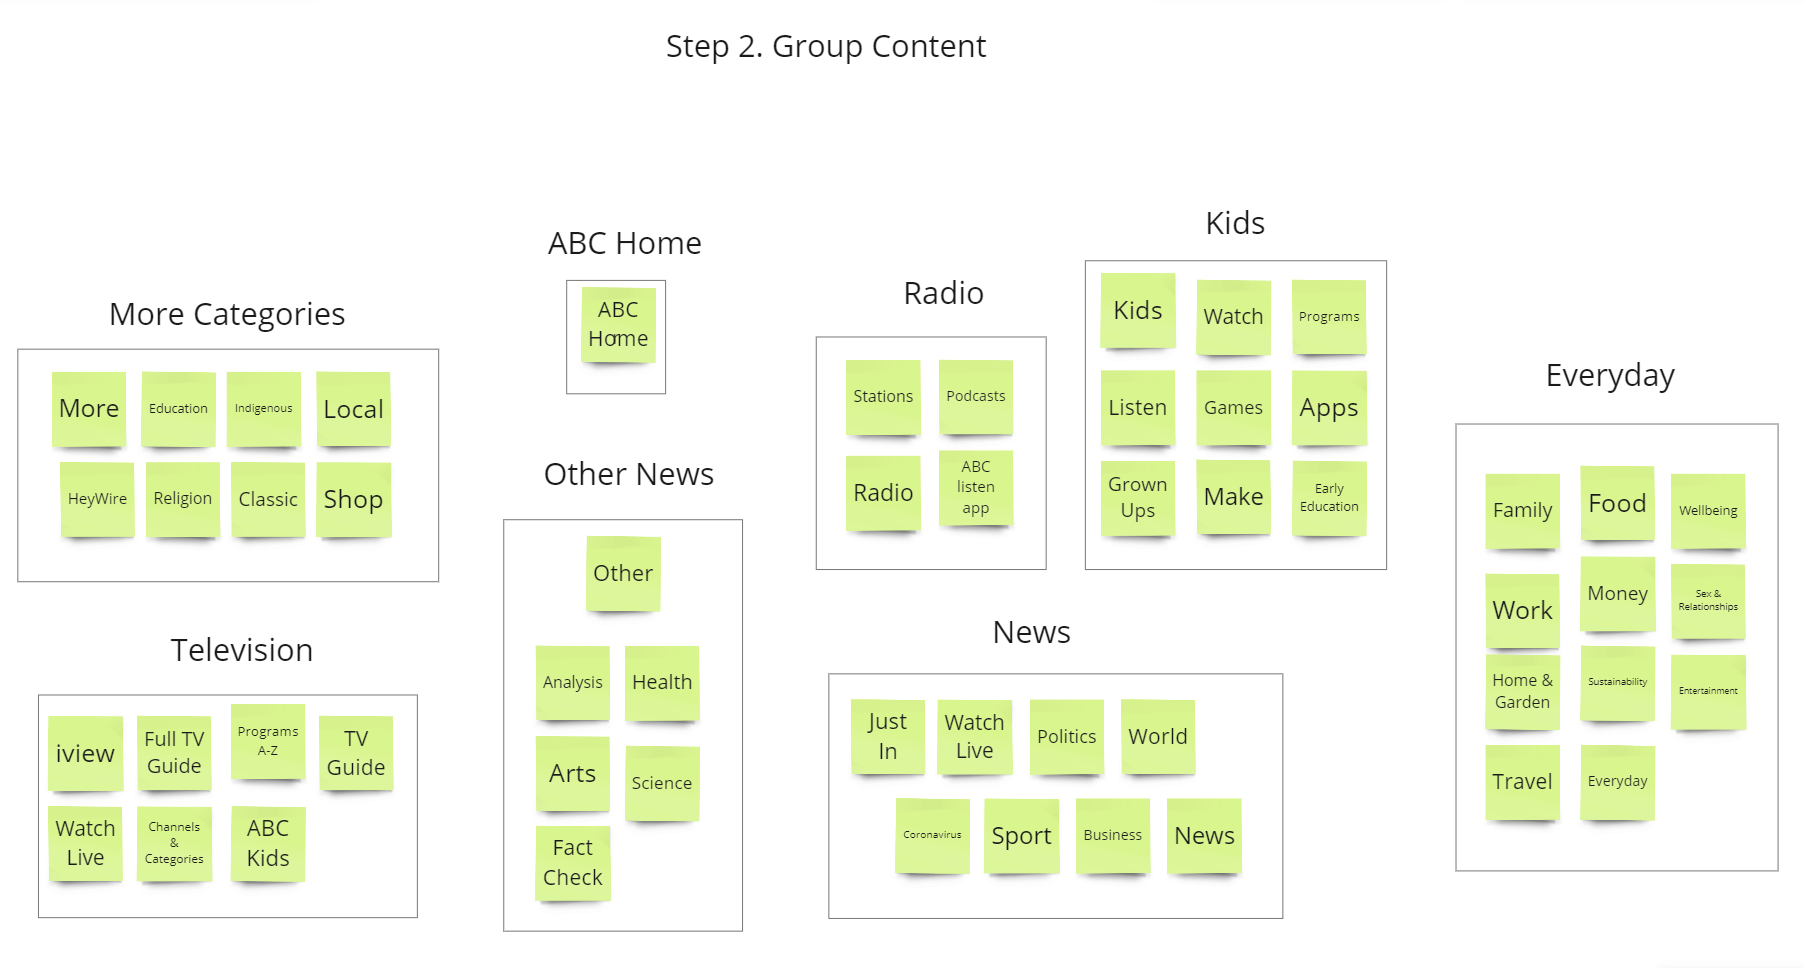 Step 2. Group Content
More Categories
More
Education
Indigenous
Local
HeyWire
Religion
Classic
Shop
Television
iview
Full TV
Guide
Programs
A-Z
TV
Guide
Watch
Live
Channels
&
Categories
ABC
Kids
ABC Home
ABC
Home
Other News
Other
Analysis
Health
Arts
Science
Fact
Check
Radio
Stations
Podcasts
Radio
ABC
listen
app
Kids
Kids
Watch
Programs
Listen
Games
Apps
Grown
Ups
Make
Early
Education
News
Just
In
Watch
Live
Politics
World
Coronavirus
Sport
Business
News
Everyday
Family
Food
Wellbeing
Work
Money
Sex &
Relationships
Home &
Garden
Sustainability
Entertainment
Travel
Everyday